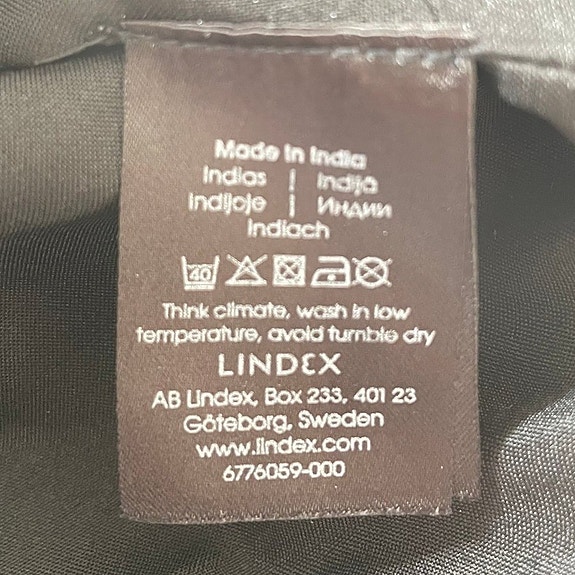 Made in India
Indias | Indijā
Indijoje | Индии
Indiach
40
Think climate, wash in low
temperature, avoid tumble dry
LINDEX
AB Lindex, Box 233, 401 23
Göteborg, Sweden
www.lindex.com
6776059-000